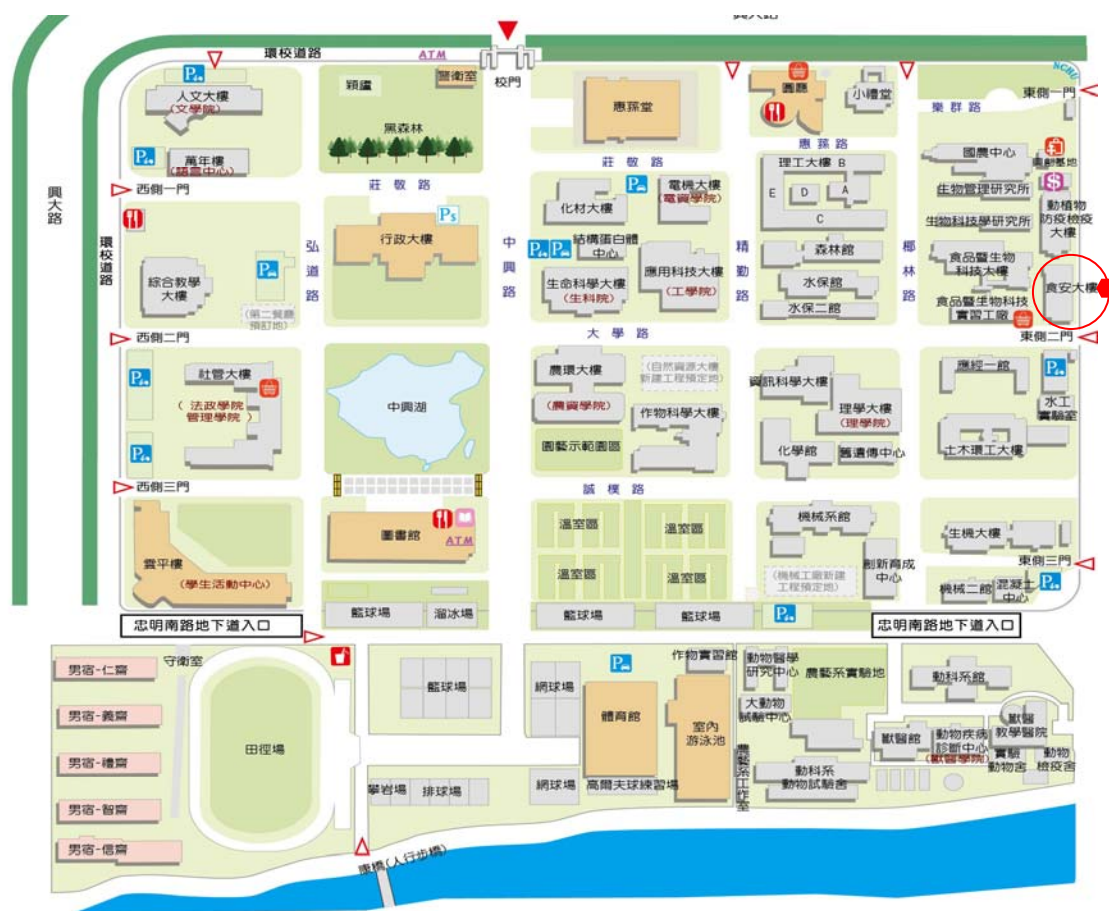 興大路
環校道路
ATM
校門
NCHU
人文大樓
(文學院)
穎廬
警衛室
黑森林
惠蓀堂
圓廳
小禮堂
東側一門
樂群路
惠蓀路
萬年樓
(語言中心)
莊敬路
莊敬路
理工大樓 B
E
D
A
C
國農中心
生物管理研究所
生物科技學研究所
動植物
防疫檢疫
大樓
西側一門
興大路
環校道路
綜合教學
大樓
(第二餐廳
預訂地)
弘道路
行政大樓
中興路
化材大樓
電機大樓
(電資學院)
結構蛋白體
中心
生命科學大樓
(生科院)
應用科技大樓
(工學院)
精勤路
森林館
水保館
水保二館
椰林路
食品暨生物
科技大樓
食品暨生物科技
實習工廠
食安大樓
大學路
西側二門
東側二門
社管大樓
(法政學院
管理學院)
中興湖
農環大樓
(農資學院)
(自然資源大樓
新建工程預定地)
作物科學大樓
園藝示範園區
資訊科學大樓
理學大樓
(理學院)
化學館
舊遺傳中心
應經一館
水工
實驗室
土木環工大樓
西側三門
誠樸路
雲平樓
(學生活動中心)
圖書館
ATM
溫室區
溫室區
溫室區
溫室區
機械系館
(機械工廠新建
工程預定地)
創新育成
中心
生機大樓
東側三門
機械二館
混凝土
中心
籃球場
溜冰場
籃球場
籃球場
忠明南路地下道入口
忠明南路地下道入口
守衛室
男宿-仁齋
男宿-義齋
男宿-禮齋
男宿-智齋
男宿-信齋
田徑場
籃球場
攀岩場
排球場
網球場
網球場
體育館
高爾夫球練習場
室內
游泳池
作物實習館
動物醫學
研究中心
大動物
試驗中心
農藝系實驗地
農藝系工作室
動科系
動物試驗舍
動科系館
獸醫館
動物疾病
診斷中心
(獸醫學院)
獸醫
教學醫院
實驗
動物舍
動物
檢疫舍
康橋(人行步橋)